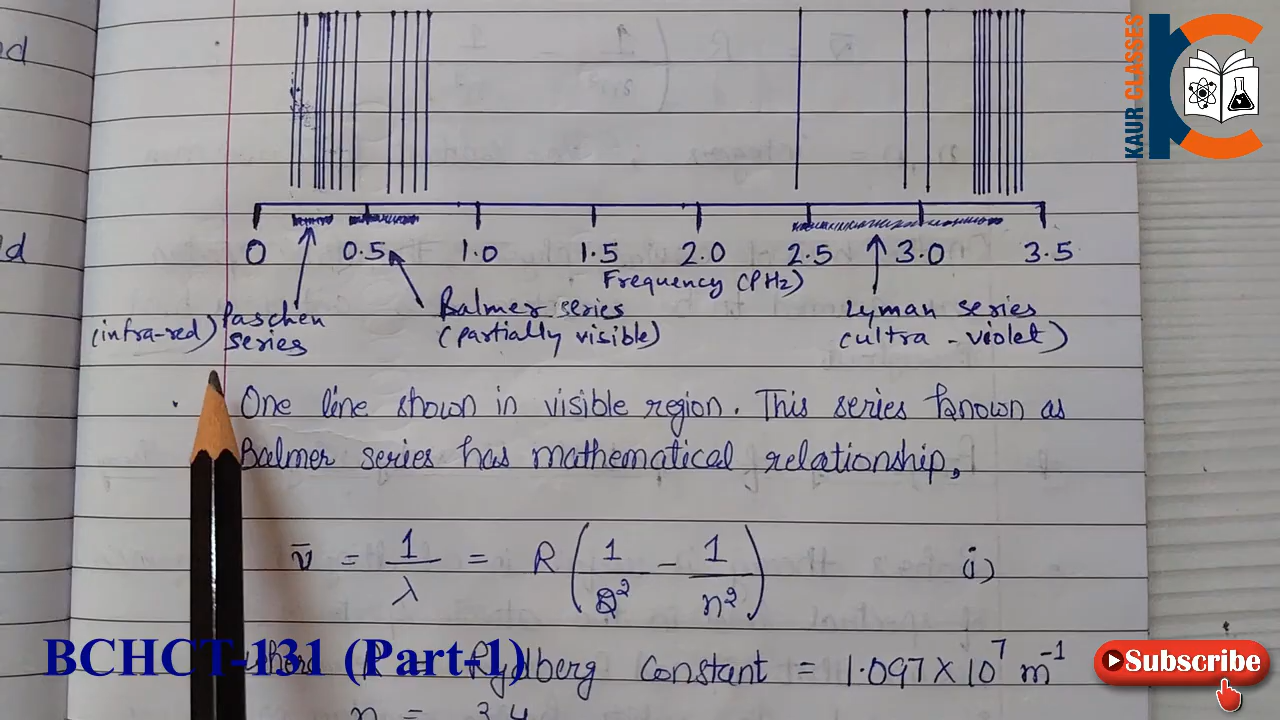 KAUR CLASSES
0 0.5 1.0 1.5 2.0 2.5 3.0 3.5
Frequency (PHz)
(infra-red) Paschen series
Balmer series
(partially visible)
Lyman series
(ultra-violet)
One line shown in visible region. This series known as
Balmer series has mathematical relationship,
ν̄ = 1/λ = R(1/2² - 1/n²) i)
where R = Rydberg constant = 1.097 X 10⁷ m⁻¹
n = 3,4
BCHCT-131 (Part-1)
Subscribe